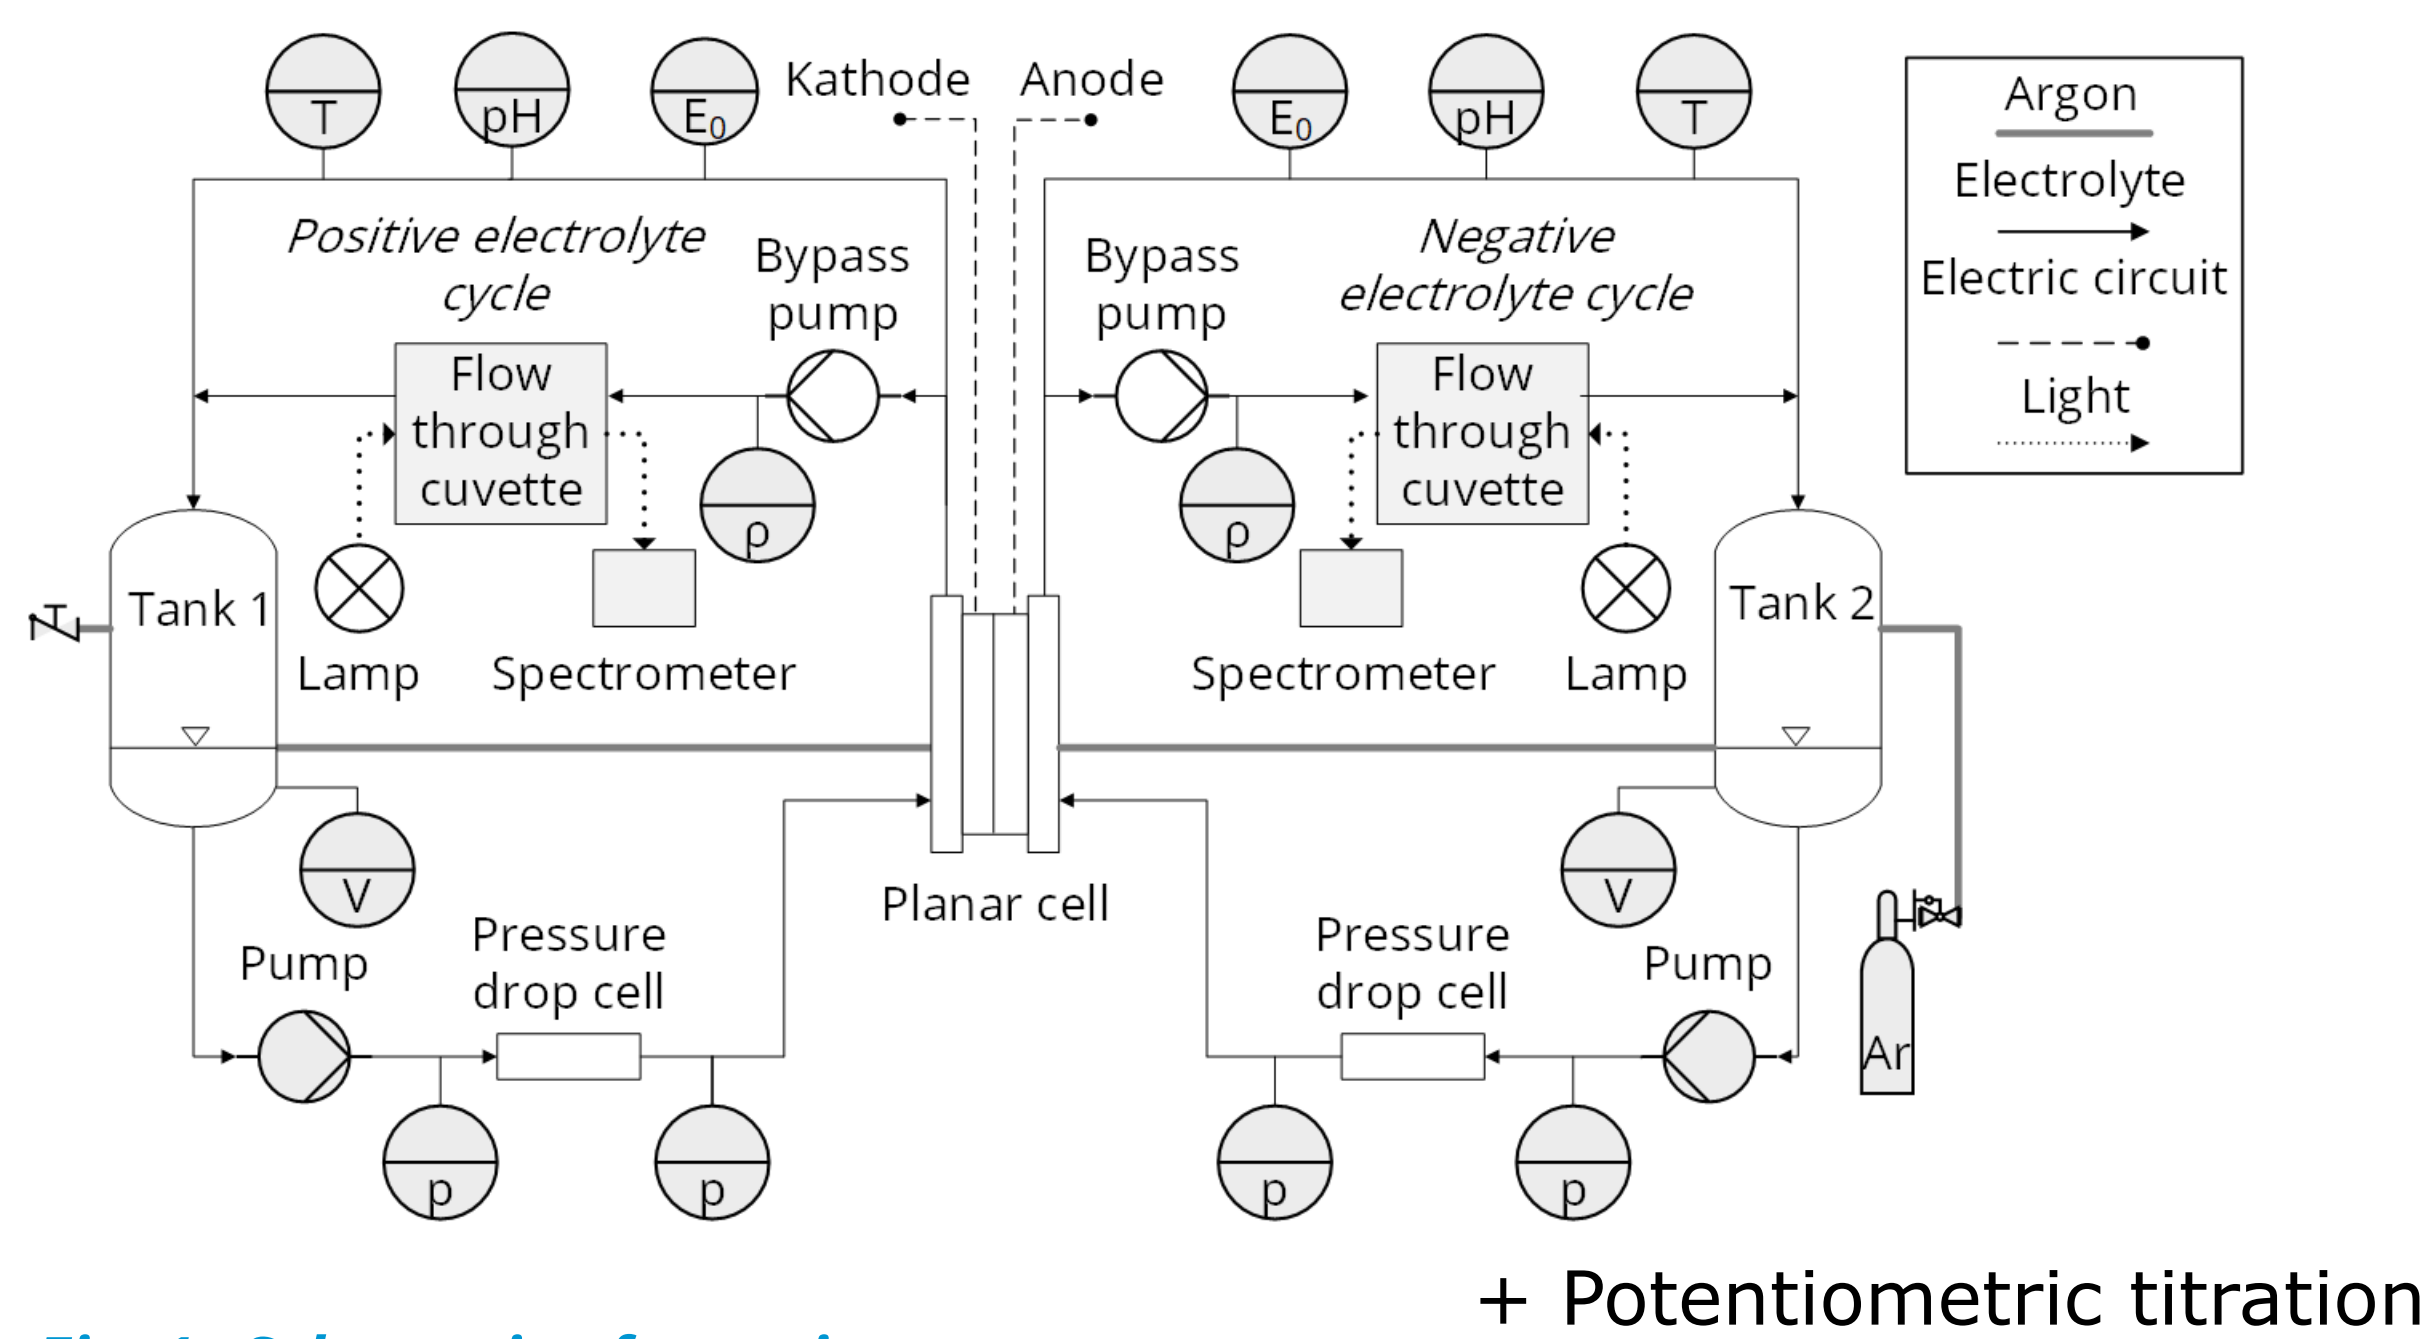 T
pH
E₀
Kathode
Anode
E₀
pH
T
Argon
Electrolyte
Electric circuit
Light
Positive electrolyte
cycle
Bypass
pump
Bypass
pump
Negative
electrolyte cycle
Flow
through
cuvette
ρ
ρ
Flow
through
cuvette
Tank 1
Lamp
Spectrometer
Spectrometer
Lamp
Tank 2
V
Planar cell
V
Pump
Pressure
drop cell
Pressure
drop cell
Pump
Ar
p
p
p
p
+ Potentiometric titration